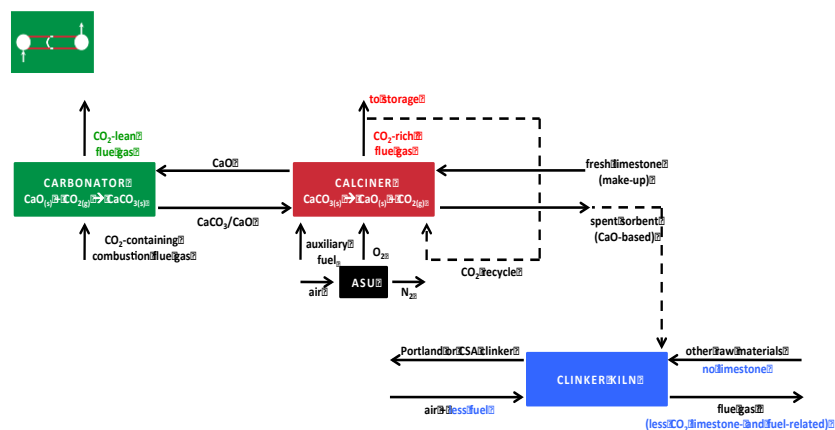 to storage
CO₂-lean
flue gas
CO₂-rich
flue gas
CaO
fresh limestone
(make-up)
CARBONATOR
CaO(s) + CO₂(g) → CaCO₃(s)
CALCINER
CaCO₃(s) → CaO(s) + CO₂(g)
CaCO₃/CaO
spent sorbent
(CaO-based)
CO₂-containing
combustion flue gas
auxiliary
fuel
O₂
CO₂ recycle
air
ASU
N₂
Portland or CSA clinker
other raw materials
no limestone
CLINKER KILN
air + less fuel
flue gas
(less CO₂, limestone- and fuel-related)